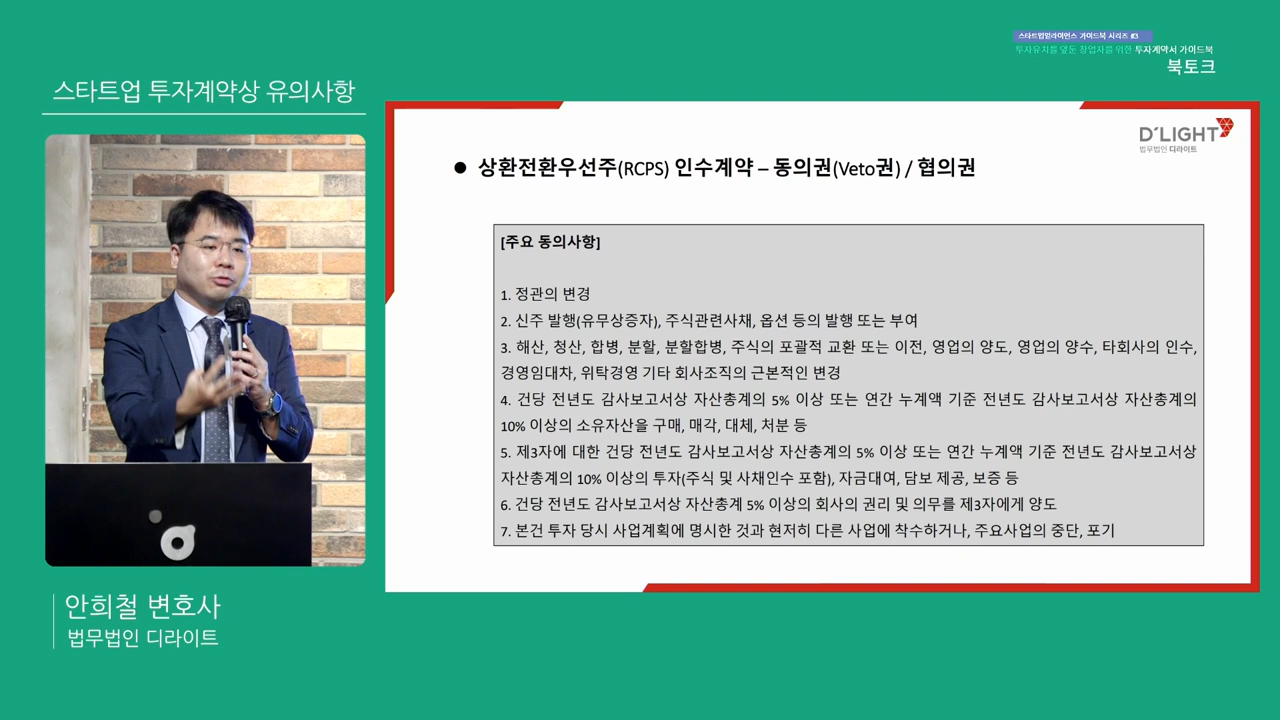 스타트업얼라이언스 가이드북 시리즈 #3
투자유치를 앞둔 창업자를 위한 투자계약서 가이드북
북토크
스타트업 투자계약상 유의사항
D'LIGHT
법무법인 디라이트
● 상환전환우선주(RCPS) 인수계약 – 동의권(Veto권) / 협의권
[주요 동의사항]
1. 정관의 변경
2. 신주 발행(유무상증자), 주식관련사채, 옵션 등의 발행 또는 부여
3. 해산, 청산, 합병, 분할, 분할합병, 주식의 포괄적 교환 또는 이전, 영업의 양도, 영업의 양수, 타회사의 인수,
경영임대차, 위탁경영 기타 회사조직의 근본적인 변경
4. 건당 전년도 감사보고서상 자산총계의 5% 이상 또는 연간 누계액 기준 전년도 감사보고서상 자산총계의
10% 이상의 소유자산을 구매, 매각, 대체, 처분 등
5. 제3자에 대한 건당 전년도 감사보고서상 자산총계의 5% 이상 또는 연간 누계액 기준 전년도 감사보고서상
자산총계의 10% 이상의 투자(주식 및 사채인수 포함), 자금대여, 담보 제공, 보증 등
6. 건당 전년도 감사보고서상 자산총계 5% 이상의 회사의 권리 및 의무를 제3자에게 양도
7. 본건 투자 당시 사업계획에 명시한 것과 현저히 다른 사업에 착수하거나, 주요사업의 중단, 포기
안희철 변호사
법무법인 디라이트